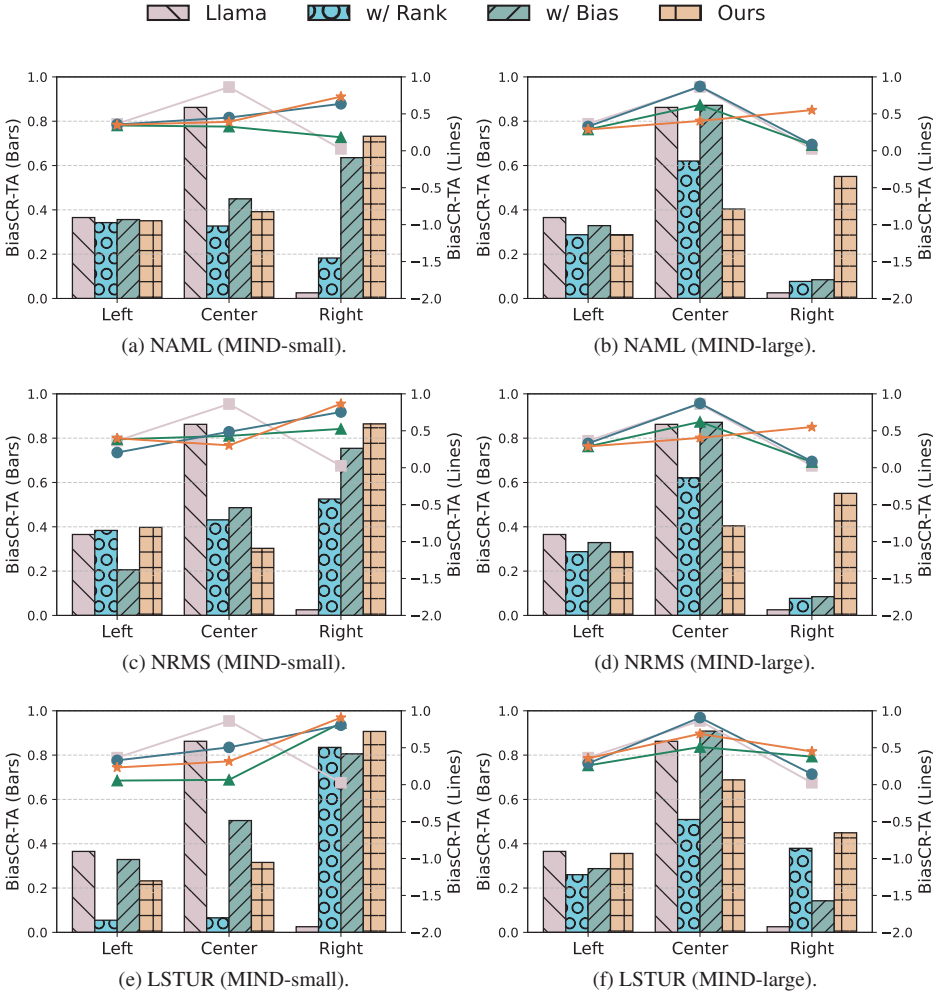 Llama w/ Rank w/ Bias Ours
1.0 1.0
0.8 0.5
0.6 0.0
−0.5
0.4 −1.0
0.2 −1.5
0.0 −2.0
BiasCR-TA (Bars) BiasCR-TA (Lines)
Left Center Right
(a) NAML (MIND-small).
1.0 1.0
0.8 0.5
0.6 0.0
−0.5
0.4 −1.0
0.2 −1.5
0.0 −2.0
BiasCR-TA (Bars) BiasCR-TA (Lines)
Left Center Right
(b) NAML (MIND-large).
1.0 1.0
0.8 0.5
0.6 0.0
−0.5
0.4 −1.0
0.2 −1.5
0.0 −2.0
BiasCR-TA (Bars) BiasCR-TA (Lines)
Left Center Right
(c) NRMS (MIND-small).
1.0 1.0
0.8 0.5
0.6 0.0
−0.5
0.4 −1.0
0.2 −1.5
0.0 −2.0
BiasCR-TA (Bars) BiasCR-TA (Lines)
Left Center Right
(d) NRMS (MIND-large).
1.0 1.0
0.8 0.5
0.6 0.0
−0.5
0.4 −1.0
0.2 −1.5
0.0 −2.0
BiasCR-TA (Bars) BiasCR-TA (Lines)
Left Center Right
(e) LSTUR (MIND-small).
1.0 1.0
0.8 0.5
0.6 0.0
−0.5
0.4 −1.0
0.2 −1.5
0.0 −2.0
BiasCR-TA (Bars) BiasCR-TA (Lines)
Left Center Right
(f) LSTUR (MIND-large).